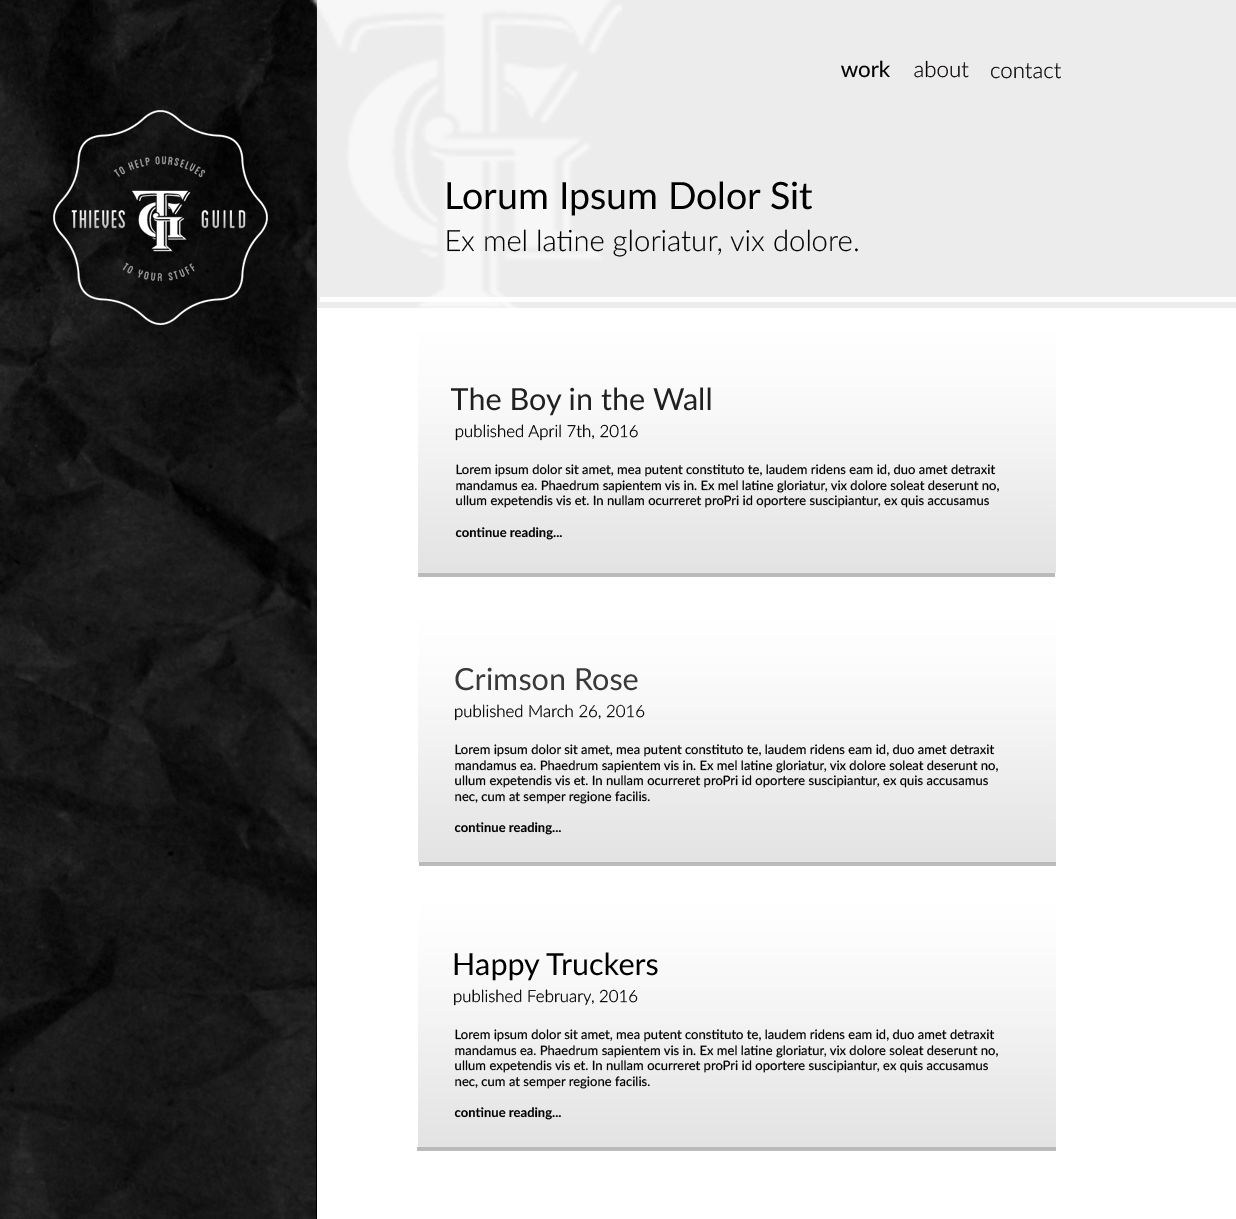 TO HELP OURSELVES
THIEVES TG GUILD
TO YOUR STUFF
work about contact
Lorum Ipsum Dolor Sit
Ex mel latine gloriatur, vix dolore.
The Boy in the Wall
published April 7th, 2016
Lorem ipsum dolor sit amet, mea putent constituto te, laudem ridens eam id, duo amet detraxit
mandamus ea. Phaedrum sapientem vis in. Ex mel latine gloriatur, vix dolore soleat deserunt no,
ullum expetendis vis et. In nullam ocurreret proPri id oportere suscipiantur, ex quis accusamus
continue reading...
Crimson Rose
published March 26, 2016
Lorem ipsum dolor sit amet, mea putent constituto te, laudem ridens eam id, duo amet detraxit
mandamus ea. Phaedrum sapientem vis in. Ex mel latine gloriatur, vix dolore soleat deserunt no,
ullum expetendis vis et. In nullam ocurreret proPri id oportere suscipiantur, ex quis accusamus
nec, cum at semper regione facilis.
continue reading...
Happy Truckers
published February, 2016
Lorem ipsum dolor sit amet, mea putent constituto te, laudem ridens eam id, duo amet detraxit
mandamus ea. Phaedrum sapientem vis in. Ex mel latine gloriatur, vix dolore soleat deserunt no,
ullum expetendis vis et. In nullam ocurreret proPri id oportere suscipiantur, ex quis accusamus
nec, cum at semper regione facilis.
continue reading...